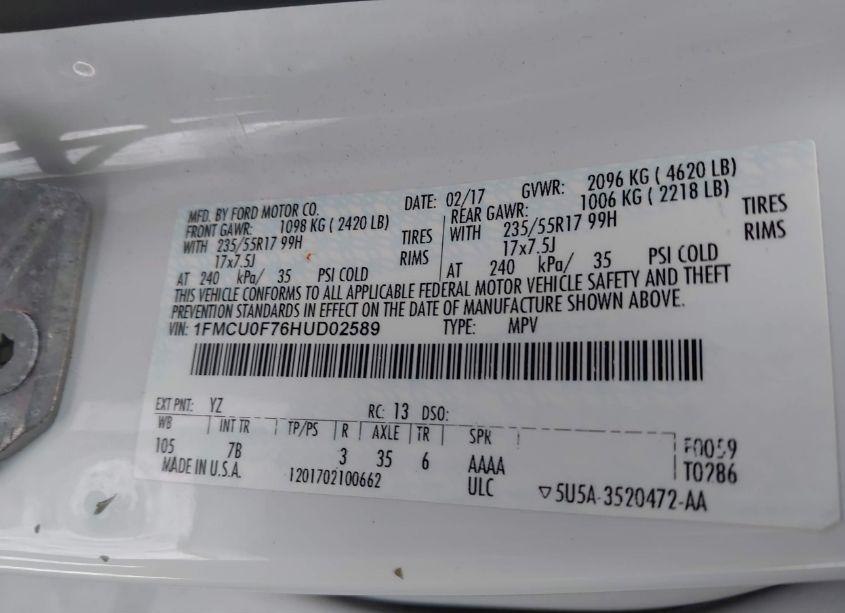 MFD. BY FORD MOTOR CO. DATE: 02/17 GVWR: 2096 KG ( 4620 LB)
FRONT GAWR: 1098 KG ( 2420 LB) REAR GAWR: 1006 KG ( 2218 LB)
WITH 235/55R17 99H TIRES WITH 235/55R17 99H TIRES
17x7.5J RIMS 17x7.5J RIMS
AT 240 kPa/ 35 PSI COLD AT 240 kPa/ 35 PSI COLD
THIS VEHICLE CONFORMS TO ALL APPLICABLE FEDERAL MOTOR VEHICLE SAFETY AND THEFT
PREVENTION STANDARDS IN EFFECT ON THE DATE OF MANUFACTURE SHOWN ABOVE.
VIN: 1FMCU0F76HUD02589 TYPE: MPV
EXT PNT: YZ RC: 13 DSO:
WB INT TR TP/PS R AXLE TR SPK F0059
105 7B 3 35 6 AAAA T0286
MADE IN U.S.A. 1201702100662 ULC ▽5U5A-3520472-AA